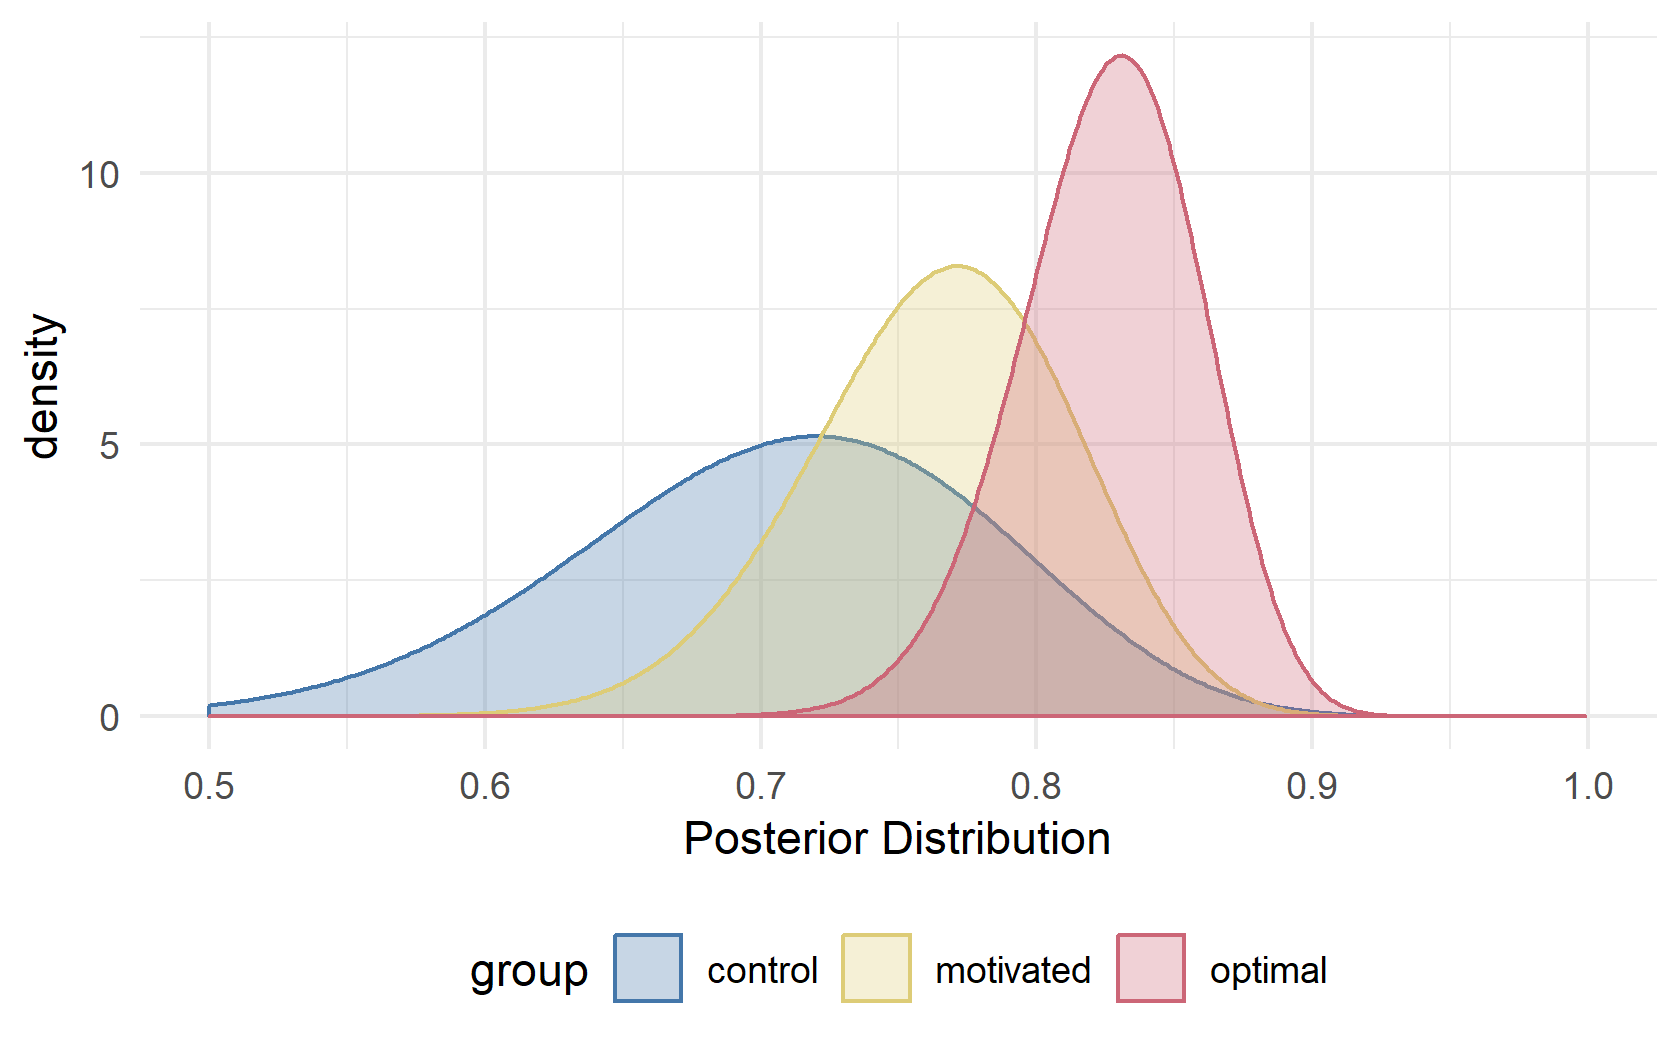 density
10
5
0
0.5 0.6 0.7 0.8 0.9 1.0
Posterior Distribution
group control motivated optimal